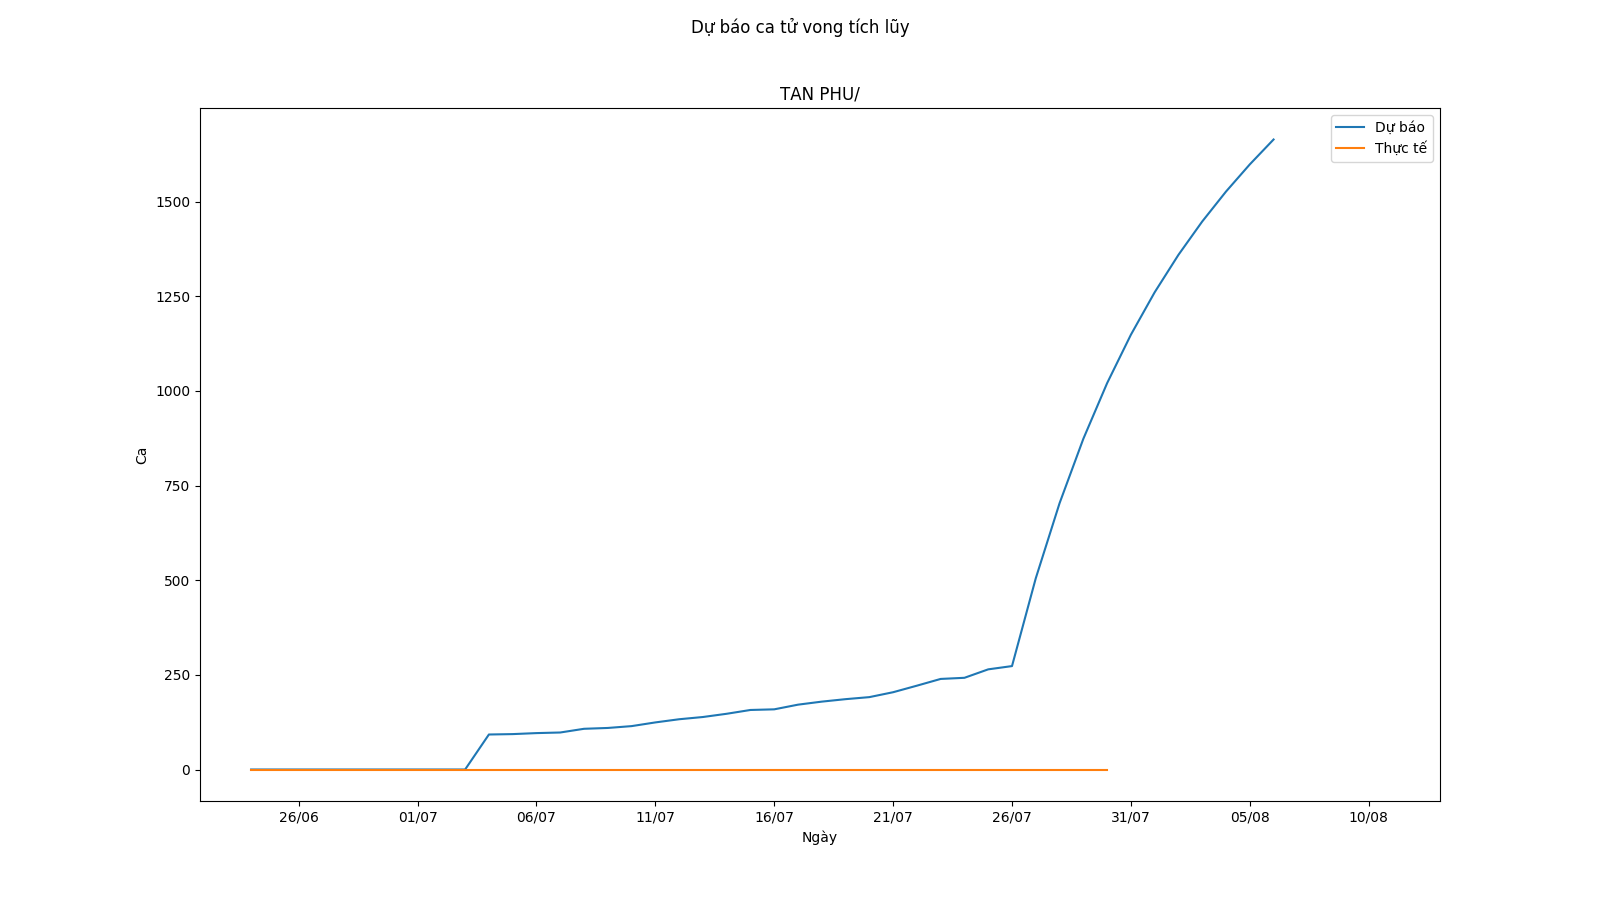 Dự báo ca tử vong tích lũy
TAN PHU/
Dự báo
Thực tế
1500
1250
1000
750
500
250
0
Ca
26/06 01/07 06/07 11/07 16/07 21/07 26/07 31/07 05/08 10/08
Ngày